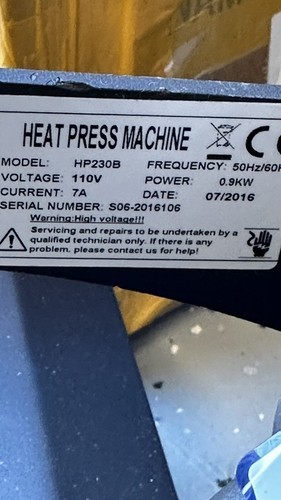 HEAT PRESS MACHINE CE
MODEL: HP230B FREQUENCY: 50Hz/60H
VOLTAGE: 110V POWER: 0.9KW
CURRENT: 7A DATE: 07/2016
SERIAL NUMBER: S06-2016106
Warning:High voltage!!!
Servicing and repairs to be undertaken by a
qualified technician only. If there is any
problem, please contact us for help!